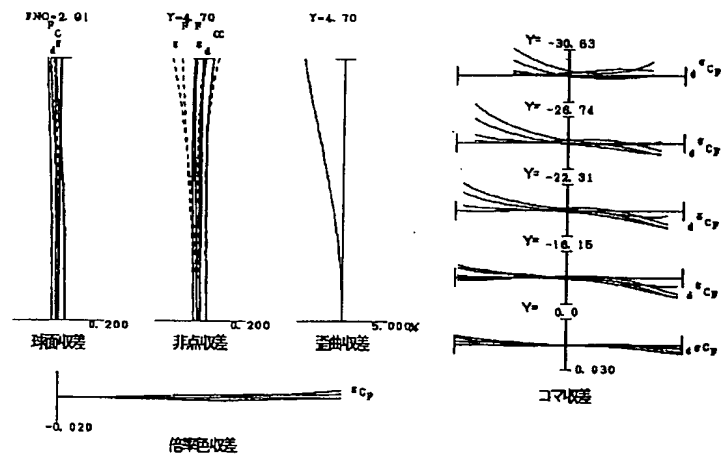 FNO=2.91
F
C
g
d
0.200
球面収差
Y=4.70
g
F
F
g
d
CC
0.200
非点収差
Y=4.70
5.000%
歪曲収差
g C F
-0.020
倍率色収差
Y= -30.63
d g C F
Y= -26.74
d g C F
Y= -22.31
d g C F
Y= -16.15
d g C F
Y= 0.0
d g C F
0.030
コマ収差